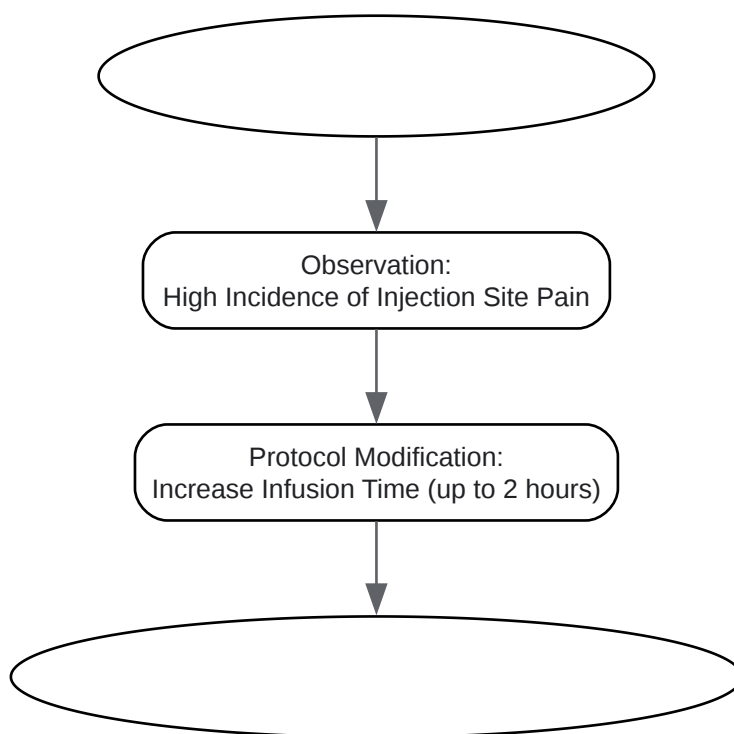 Observation:
High Incidence of Injection Site Pain
Protocol Modification:
Increase Infusion Time (up to 2 hours)